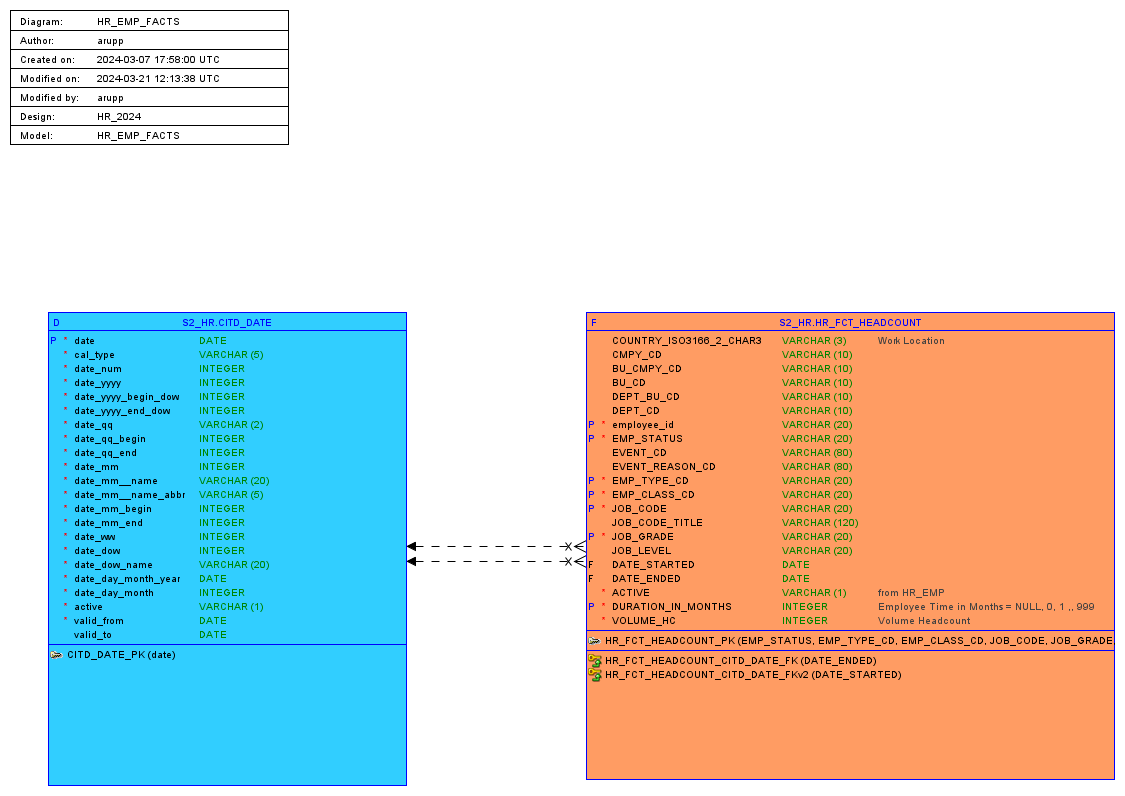 Diagram: HR_EMP_FACTS
Author: arupp
Created on: 2024-03-07 17:58:00 UTC
Modified on: 2024-03-21 12:13:38 UTC
Modified by: arupp
Design: HR_2024
Model: HR_EMP_FACTS
D S2_HR.CITD_DATE
P * date DATE
* cal_type VARCHAR (5)
* date_num INTEGER
* date_yyyy INTEGER
* date_yyyy_begin_dow INTEGER
* date_yyyy_end_dow INTEGER
* date_qq VARCHAR (2)
* date_qq_begin INTEGER
* date_qq_end INTEGER
* date_mm INTEGER
* date_mm__name VARCHAR (20)
* date_mm__name_abbr VARCHAR (5)
* date_mm_begin INTEGER
* date_mm_end INTEGER
* date_ww INTEGER
* date_dow INTEGER
* date_dow_name VARCHAR (20)
* date_day_month_year DATE
* date_day_month INTEGER
* active VARCHAR (1)
* valid_from DATE
valid_to DATE
CITD_DATE_PK (date)
F S2_HR.HR_FCT_HEADCOUNT
COUNTRY_ISO3166_2_CHAR3 VARCHAR (3) Work Location
CMPY_CD VARCHAR (10)
BU_CMPY_CD VARCHAR (10)
BU_CD VARCHAR (10)
DEPT_BU_CD VARCHAR (10)
DEPT_CD VARCHAR (10)
P * employee_id VARCHAR (20)
P * EMP_STATUS VARCHAR (20)
EVENT_CD VARCHAR (80)
EVENT_REASON_CD VARCHAR (80)
P * EMP_TYPE_CD VARCHAR (20)
P * EMP_CLASS_CD VARCHAR (20)
P * JOB_CODE VARCHAR (20)
JOB_CODE_TITLE VARCHAR (120)
P * JOB_GRADE VARCHAR (20)
JOB_LEVEL VARCHAR (20)
F DATE_STARTED DATE
F DATE_ENDED DATE
* ACTIVE VARCHAR (1) from HR_EMP
P * DURATION_IN_MONTHS INTEGER Employee Time in Months = NULL, 0, 1 ,, 999
* VOLUME_HC INTEGER Volume Headcount
HR_FCT_HEADCOUNT_PK (EMP_STATUS, EMP_TYPE_CD, EMP_CLASS_CD, JOB_CODE, JOB_GRADE
HR_FCT_HEADCOUNT_CITD_DATE_FK (DATE_ENDED)
HR_FCT_HEADCOUNT_CITD_DATE_FKv2 (DATE_STARTED)